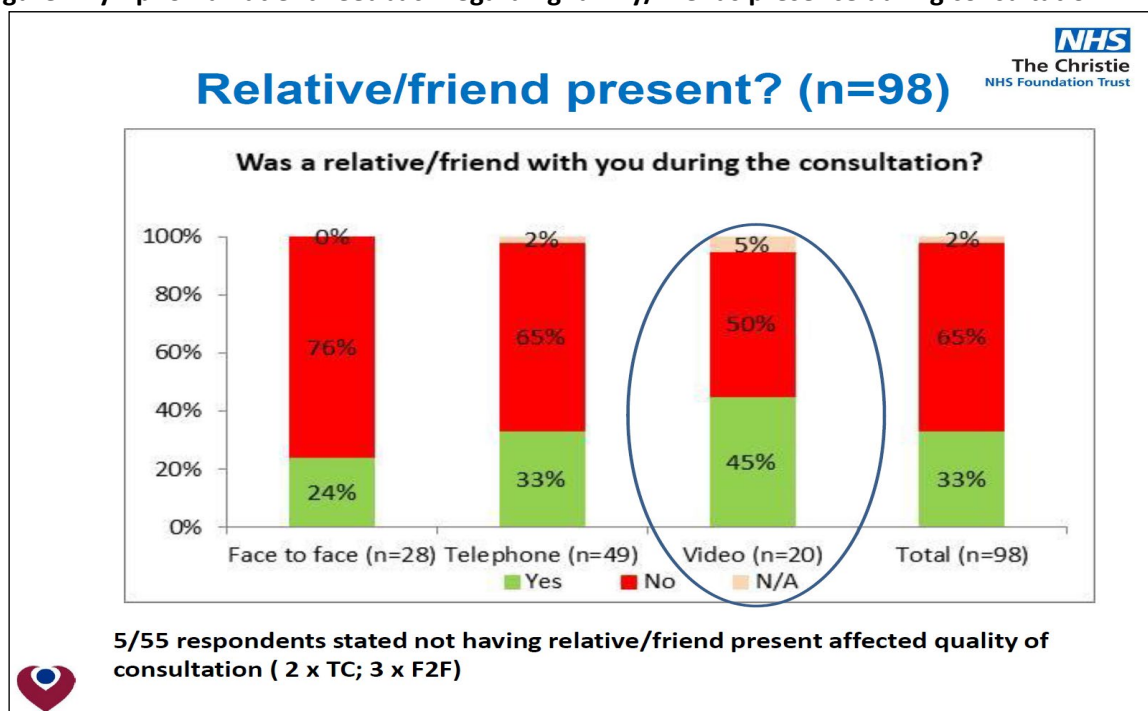 NHS
The Christie
NHS Foundation Trust
Relative/friend present? (n=98)
Was a relative/friend with you during the consultation?
100%
80%
60%
40%
20%
0%
0%
76%
24%
2%
65%
33%
5%
50%
45%
2%
65%
33%
Face to face (n=28) Telephone (n=49) Video (n=20) Total (n=98)
Yes No N/A
5/55 respondents stated not having relative/friend present affected quality of
consultation ( 2 x TC; 3 x F2F)